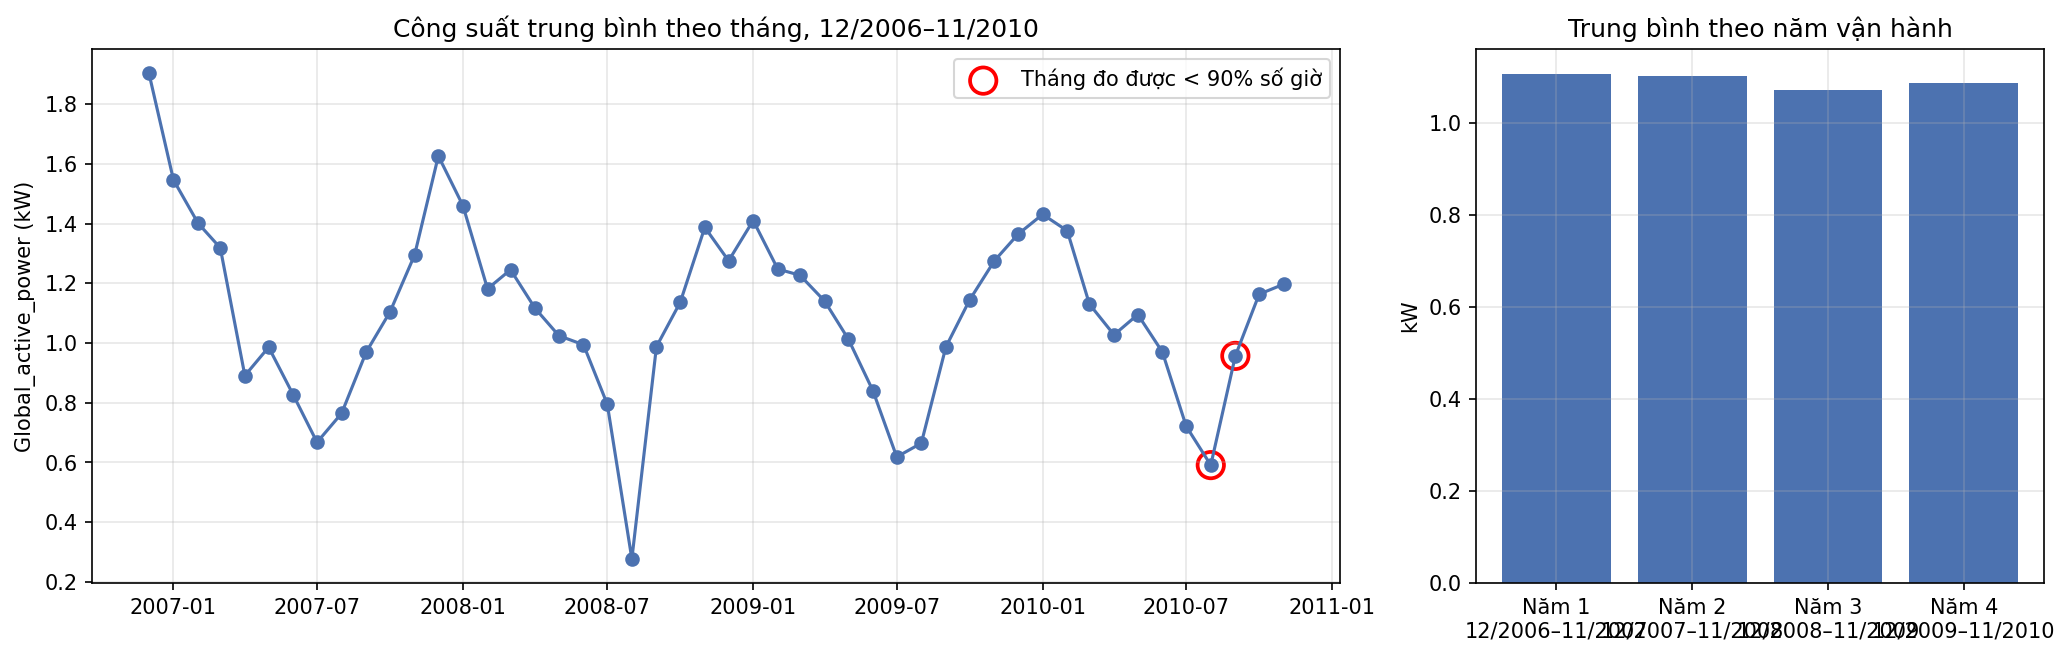 Công suất trung bình theo tháng, 12/2006–11/2010
Global_active_power (kW)
1.8
1.6
1.4
1.2
1.0
0.8
0.6
0.4
0.2
Tháng đo được < 90% số giờ
2007-01 2007-07 2008-01 2008-07 2009-01 2009-07 2010-01 2010-07 2011-01
Trung bình theo năm vận hành
kW
1.0
0.8
0.6
0.4
0.2
0.0
Năm 1 Năm 2 Năm 3 Năm 4
12/2006–11/2007 12/2007–11/2008 12/2008–11/2009 12/2009–11/2010